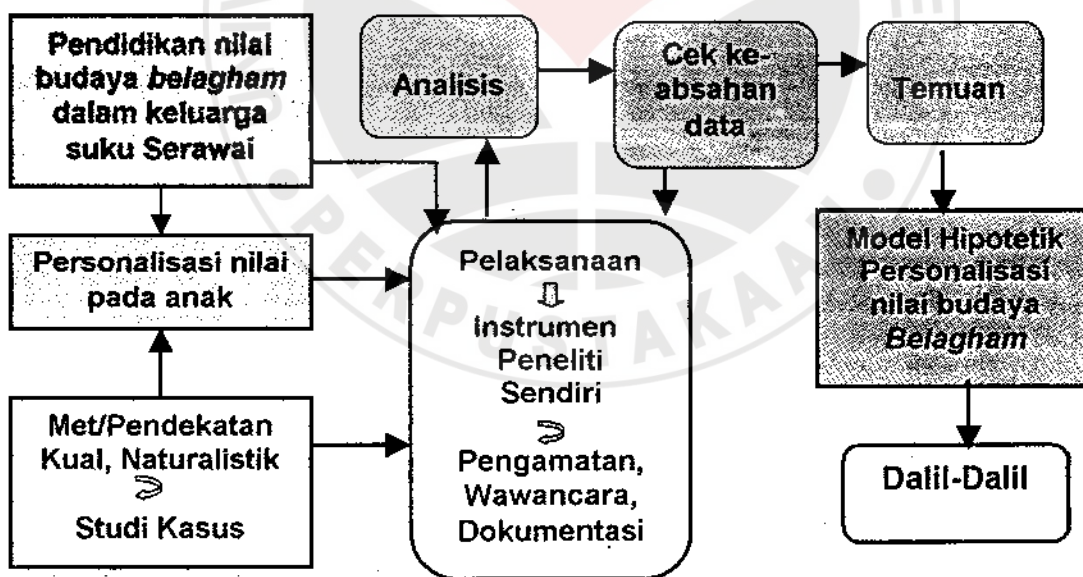 Pendidikan nilai
budaya belagham
dalam keluarga
suku Serawai
Personalisasi nilai
pada anak
Met/Pendekatan
Kual, Naturalistik
Studi Kasus
Analisis
Cek ke-
absahan
data
Temuan
Pelaksanaan
Instrumen
Peneliti
Sendiri
Pengamatan,
Wawancara,
Dokumentasi
Model Hipotetik
Personalisasi
nilai budaya
Belagham
Dalil-Dalil
PERPUSTAKAAN